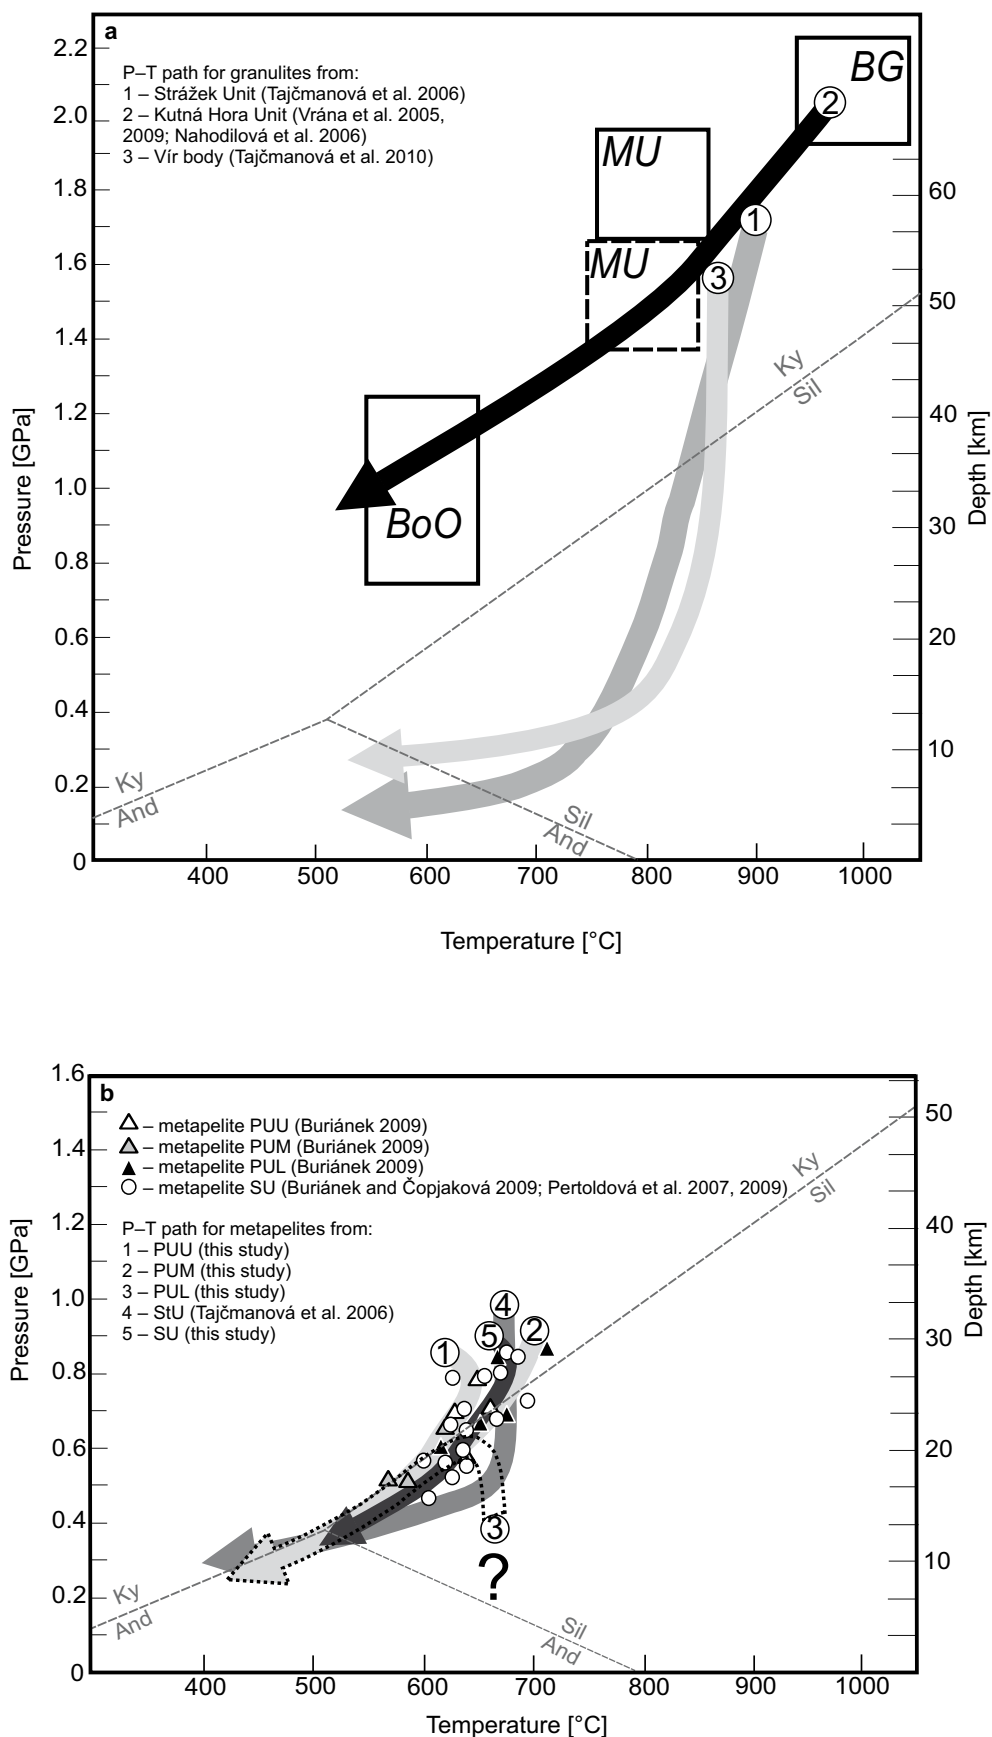 a
P–T path for granulites from:
1 – Strážek Unit (Tajčmanová et al. 2006)
2 – Kutná Hora Unit (Vrána et al. 2005,
2009; Nahodilová et al. 2006)
3 – Vír body (Tajčmanová et al. 2010)
BG
2
MU
1
MU
3
BoO
Ky
Sil
Ky
And
Sil
And
2.2
2.0
1.8
1.6
1.4
1.2
1.0
0.8
0.6
0.4
0.2
0
Pressure [GPa]
60
50
40
30
20
10
Depth [km]
400 500 600 700 800 900 1000
Temperature [°C]
b
– metapelite PUU (Buriánek 2009)
– metapelite PUM (Buriánek 2009)
– metapelite PUL (Buriánek 2009)
– metapelite SU (Buriánek and Čopjaková 2009; Pertoldová et al. 2007, 2009)
P–T path for metapelites from:
1 – PUU (this study)
2 – PUM (this study)
3 – PUL (this study)
4 – StU (Tajčmanová et al. 2006)
5 – SU (this study)
Ky
Sil
4
5
2
1
3
?
Ky
And
Sil
And
1.6
1.4
1.2
1.0
0.8
0.6
0.4
0.2
0
Pressure [GPa]
50
40
30
20
10
Depth [km]
400 500 600 700 800 900 1000
Temperature [°C]